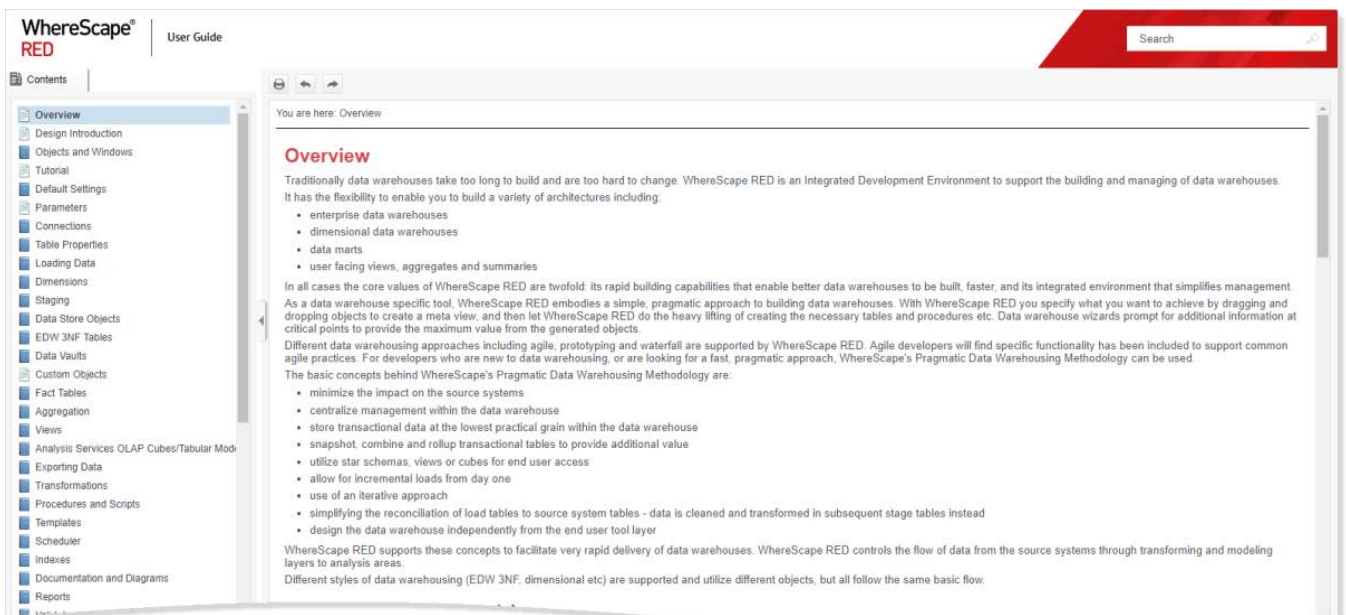 WhereScape®
RED
User Guide
Search
Contents
Overview
Design Introduction
Objects and Windows
Tutorial
Default Settings
Parameters
Connections
Table Properties
Loading Data
Dimensions
Staging
Data Store Objects
EDW 3NF Tables
Data Vaults
Custom Objects
Fact Tables
Aggregation
Views
Analysis Services OLAP Cubes/Tabular Mode
Exporting Data
Transformations
Procedures and Scripts
Templates
Scheduler
Indexes
Documentation and Diagrams
Reports
You are here: Overview
Overview
Traditionally data warehouses take too long to build and are too hard to change. WhereScape RED is an Integrated Development Environment to support the building and managing of data warehouses.
It has the flexibility to enable you to build a variety of architectures including:
• enterprise data warehouses
• dimensional data warehouses
• data marts
• user facing views, aggregates and summaries
In all cases the core values of WhereScape RED are twofold: its rapid building capabilities that enable better data warehouses to be built, faster, and its integrated environment that simplifies management.
As a data warehouse specific tool, WhereScape RED embodies a simple, pragmatic approach to building data warehouses. With WhereScape RED you specify what you want to achieve by dragging and
dropping objects to create a meta view, and then let WhereScape RED do the heavy lifting of creating the necessary tables and procedures etc. Data warehouse wizards prompt for additional information at
critical points to provide the maximum value from the generated objects.
Different data warehousing approaches including agile, prototyping and waterfall are supported by WhereScape RED. Agile developers will find specific functionality has been included to support common
agile practices. For developers who are new to data warehousing, or are looking for a fast, pragmatic approach, WhereScape's Pragmatic Data Warehousing Methodology can be used.
The basic concepts behind WhereScape's Pragmatic Data Warehousing Methodology are:
• minimize the impact on the source systems
• centralize management within the data warehouse
• store transactional data at the lowest practical grain within the data warehouse
• snapshot, combine and rollup transactional tables to provide additional value
• utilize star schemas, views or cubes for end user access
• allow for incremental loads from day one
• use of an iterative approach
• simplifying the reconciliation of load tables to source system tables - data is cleaned and transformed in subsequent stage tables instead
• design the data warehouse independently from the end user tool layer
WhereScape RED supports these concepts to facilitate very rapid delivery of data warehouses. WhereScape RED controls the flow of data from the source systems through transforming and modeling
layers to analysis areas.
Different styles of data warehousing (EDW 3NF, dimensional etc) are supported and utilize different objects, but all follow the same basic flow.